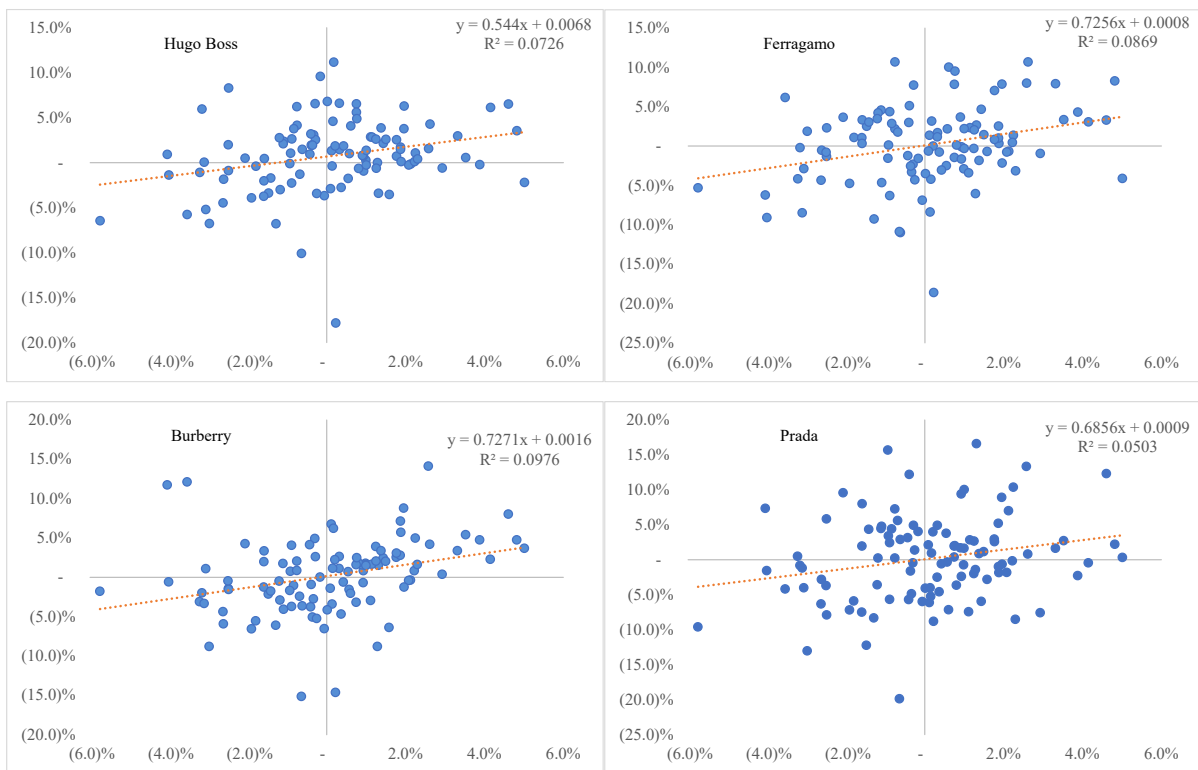 15.0%
10.0%
5.0%
-
(5.0)%
(10.0)%
(15.0)%
(20.0)%
(6.0)% (4.0)% (2.0)% - 2.0% 4.0% 6.0%
Hugo Boss
y = 0.544x + 0.0068
R² = 0.0726
15.0%
10.0%
5.0%
-
(5.0)%
(10.0)%
(15.0)%
(20.0)%
(25.0)%
(6.0)% (4.0)% (2.0)% - 2.0% 4.0% 6.0%
Ferragamo
y = 0.7256x + 0.0008
R² = 0.0869
20.0%
15.0%
10.0%
5.0%
-
(5.0)%
(10.0)%
(15.0)%
(20.0)%
(6.0)% (4.0)% (2.0)% - 2.0% 4.0% 6.0%
Burberry
y = 0.7271x + 0.0016
R² = 0.0976
20.0%
15.0%
10.0%
5.0%
-
(5.0)%
(10.0)%
(15.0)%
(20.0)%
(25.0)%
(6.0)% (4.0)% (2.0)% - 2.0% 4.0% 6.0%
Prada
y = 0.6856x + 0.0009
R² = 0.0503